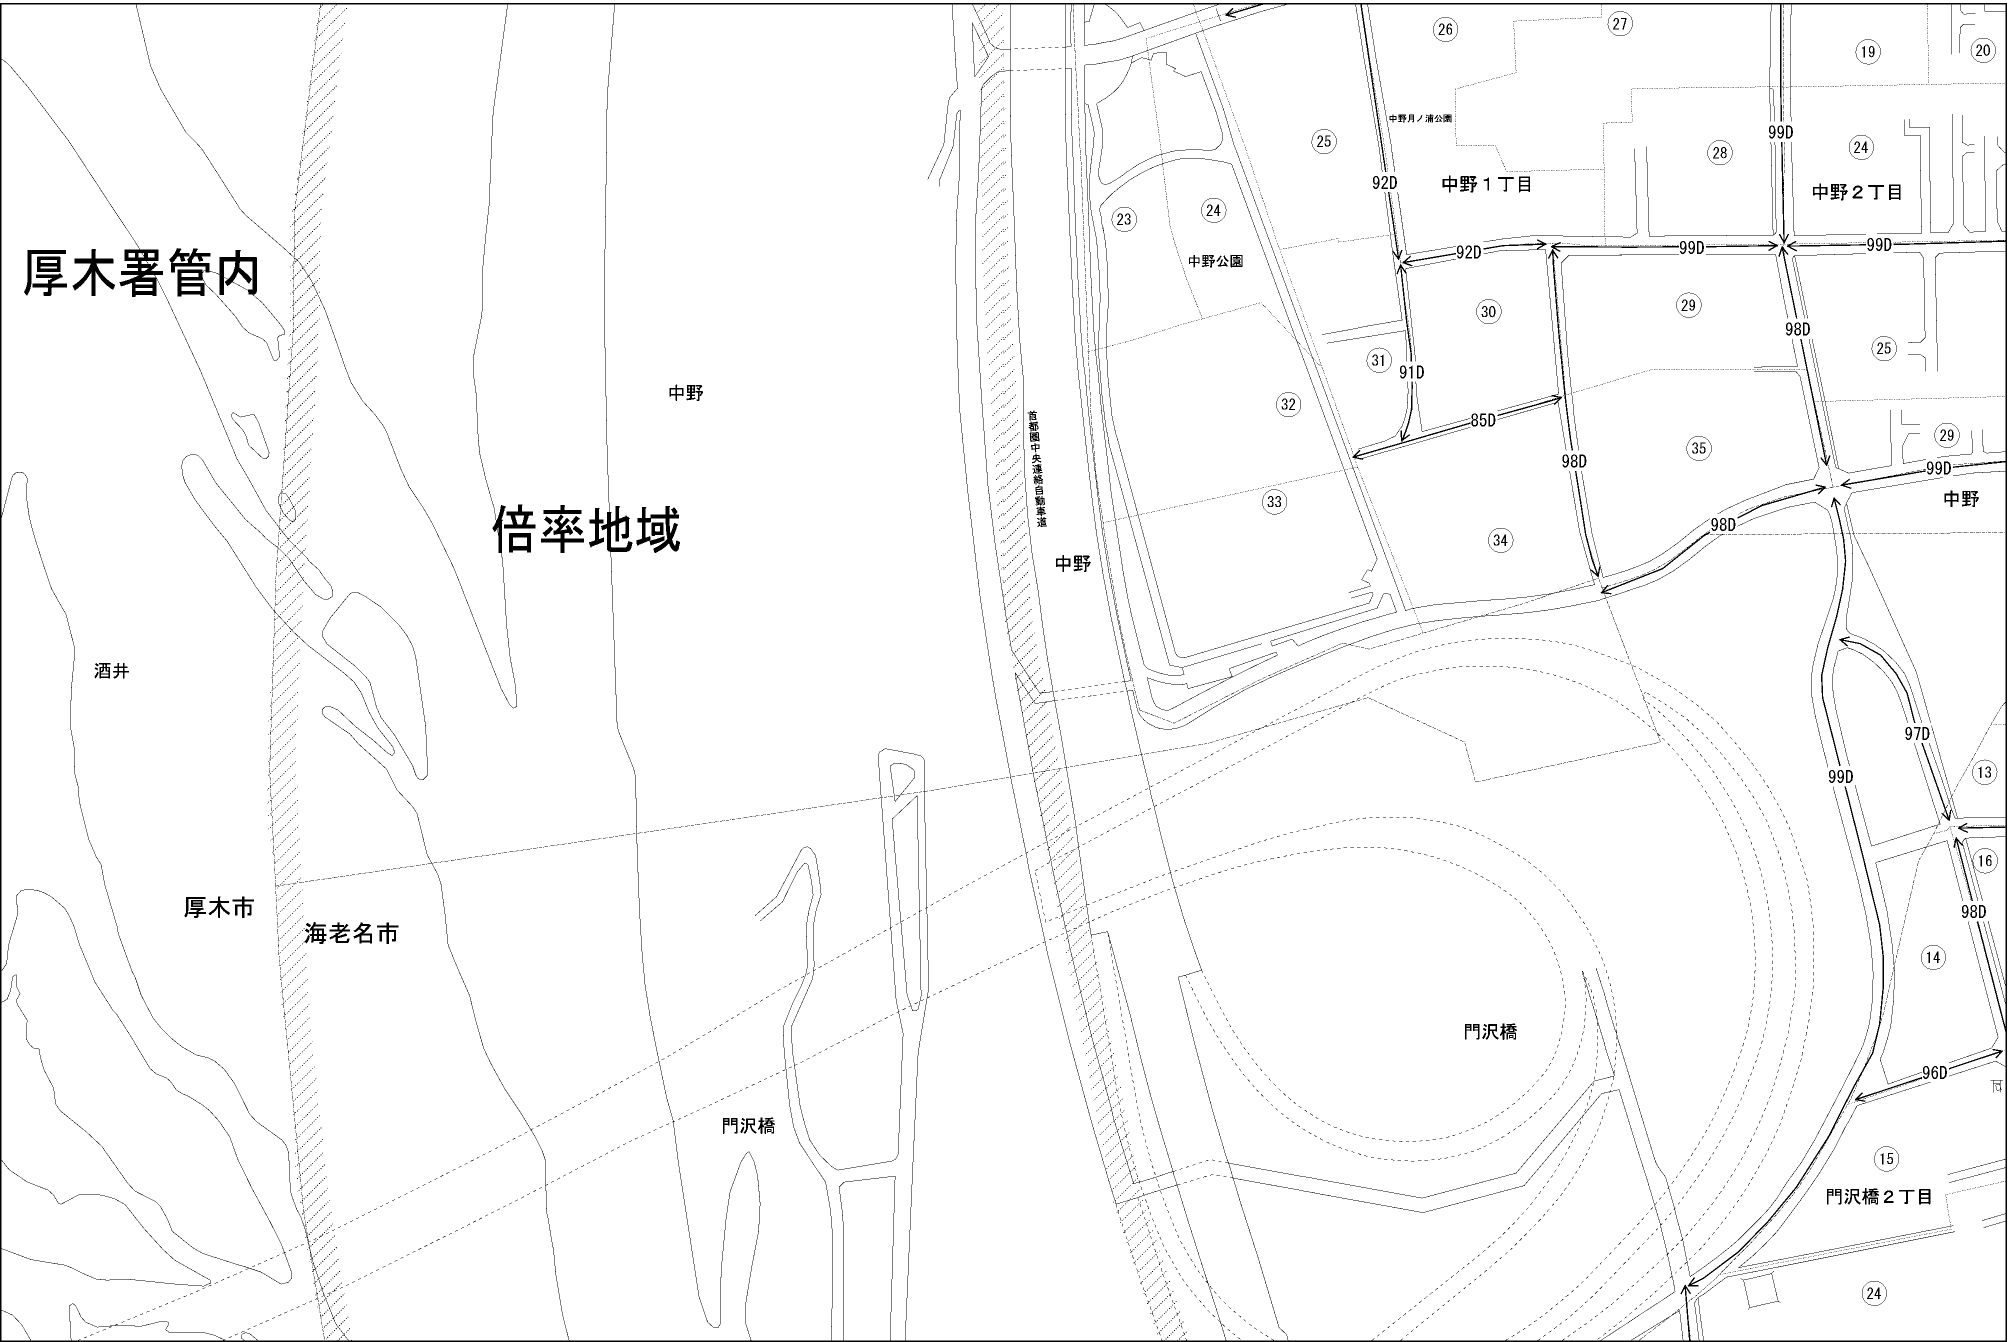 26
27
19
20
中野月ノ浦公園
99D
25
28
24
92D
中野１丁目
中野２丁目
23
24
中野公園
厚木署管内
92D
99D
99D
30
29
98D
31
91D
25
中野
32
85D
首都圏中央連絡自動車道
29
35
98D
99D
33
中野
倍率地域
98D
34
中野
酒井
97D
99D
13
16
厚木市
海老名市
98D
14
門沢橋
96D
門沢橋
15
門沢橋２丁目
24